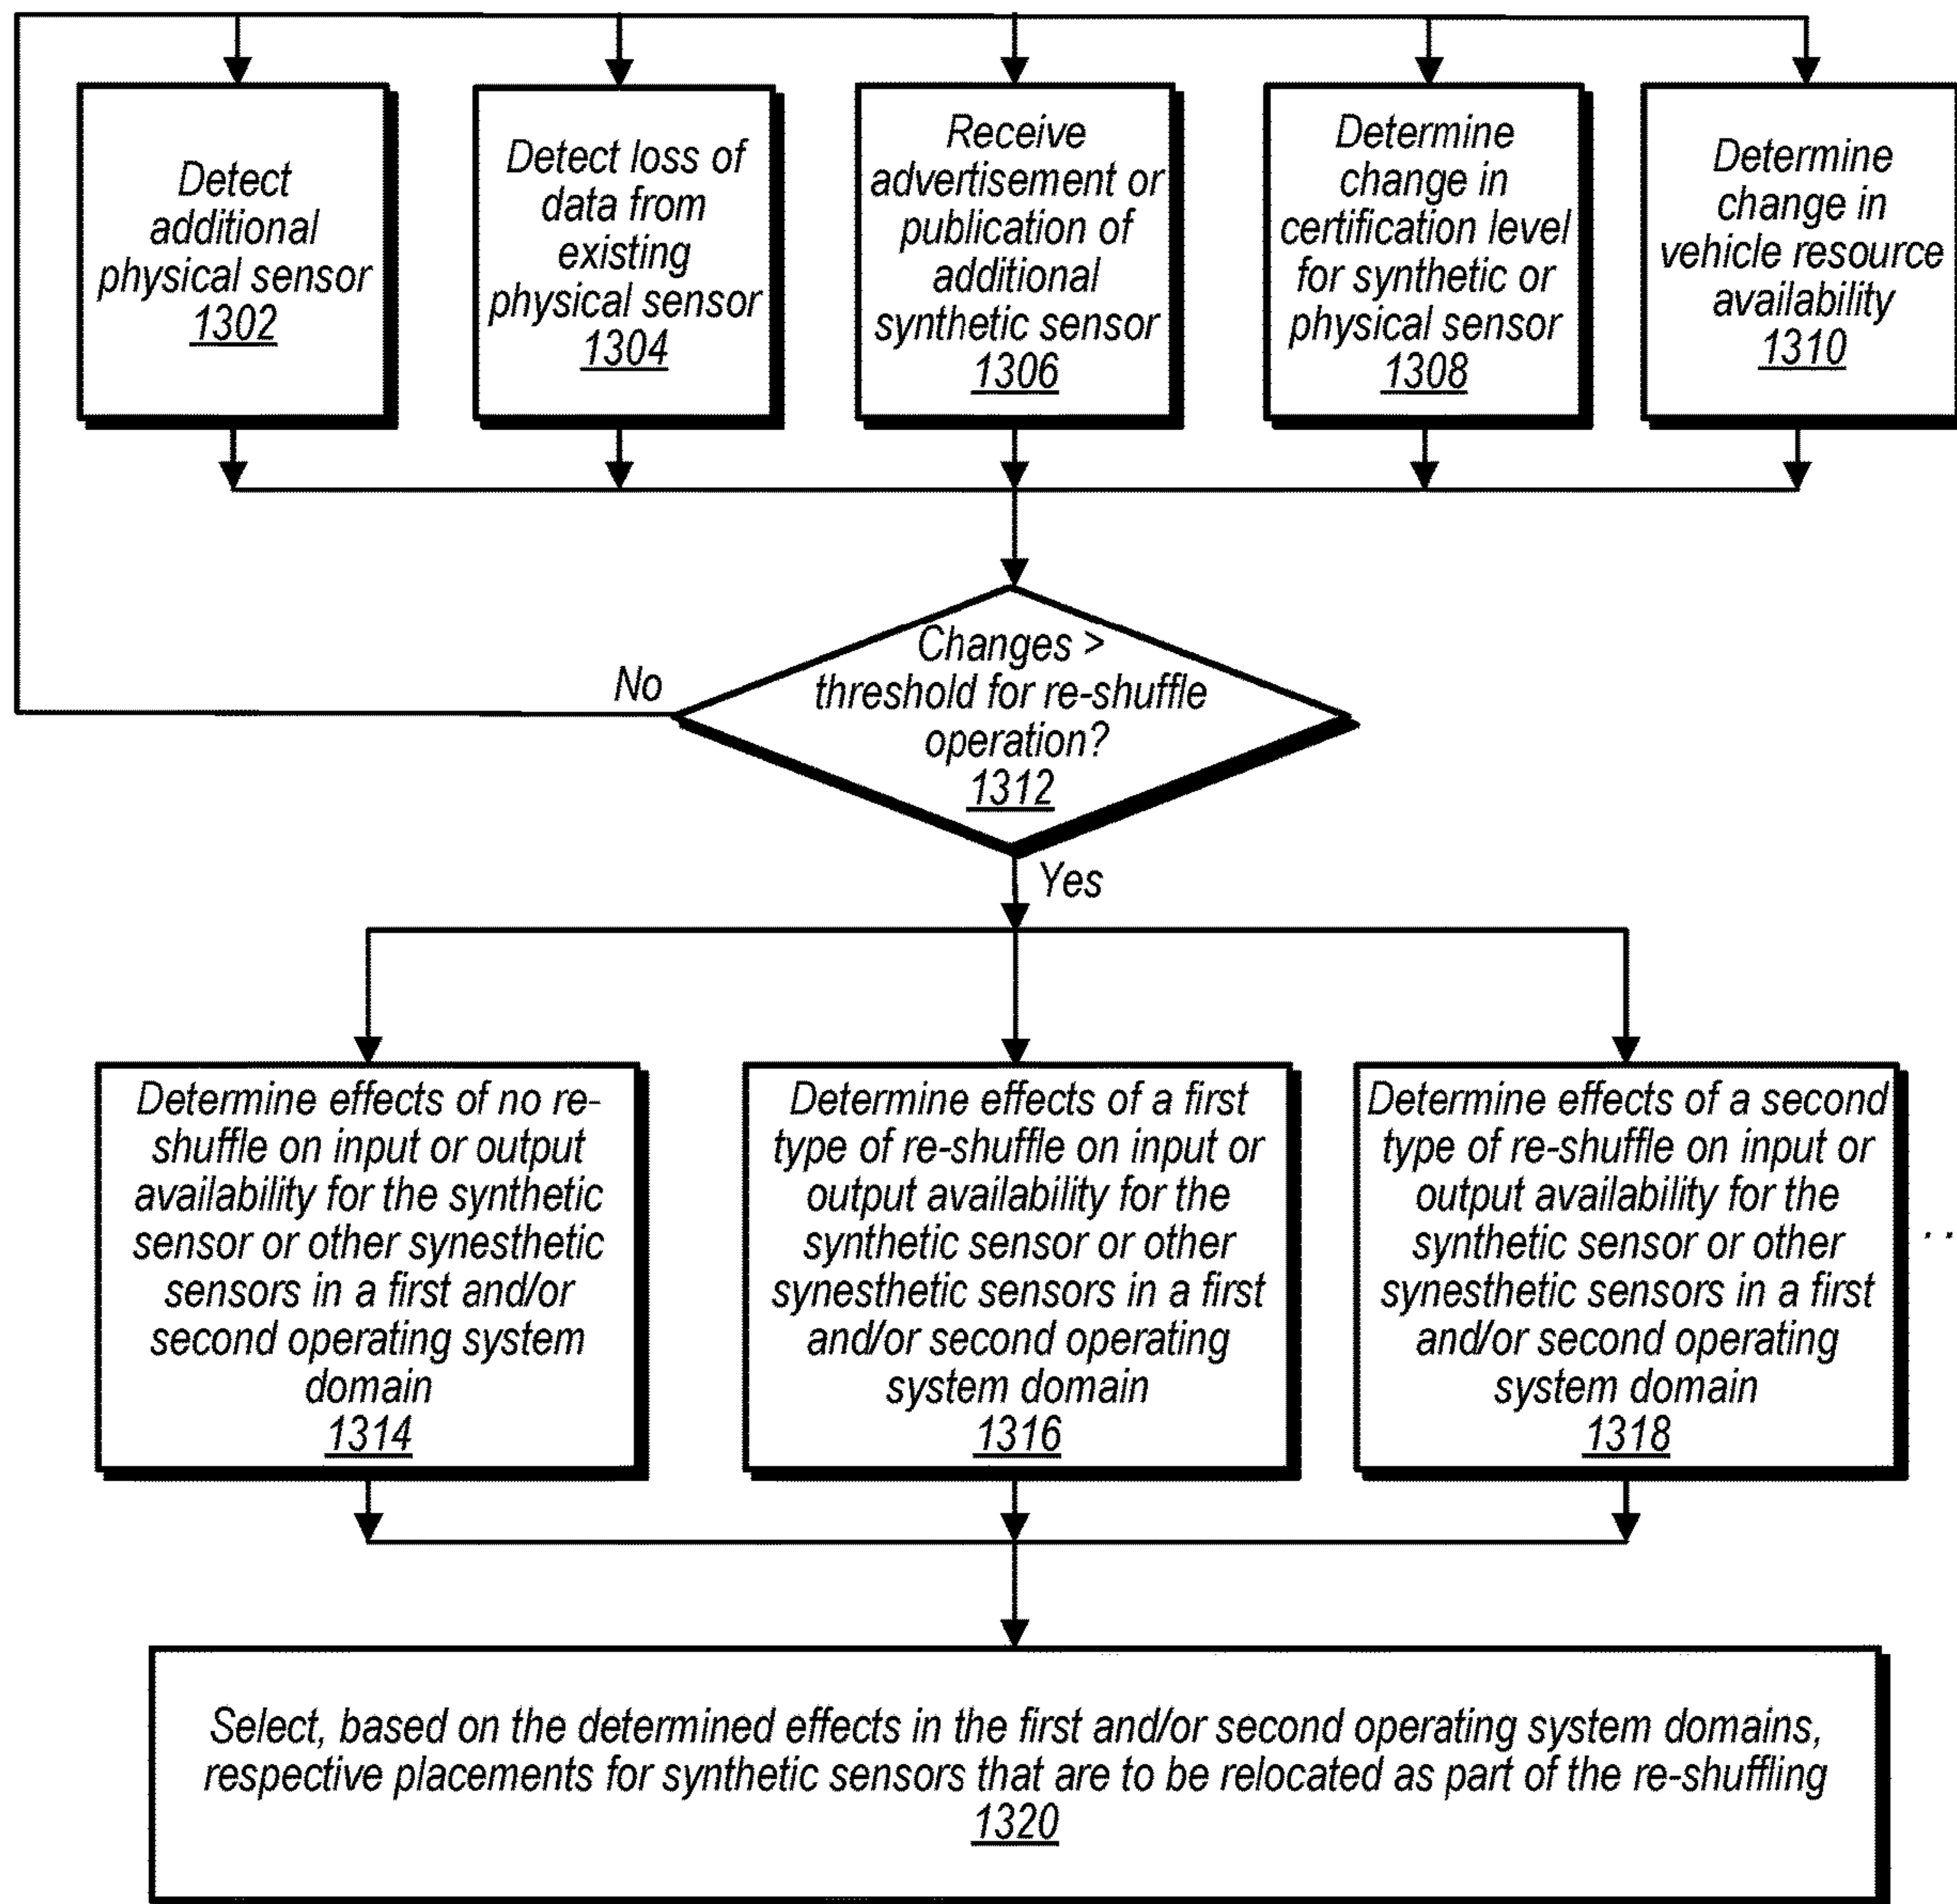 Detect
additional
physical sensor
1302
Detect loss of
data from
existing
physical sensor
1304
Receive
advertisement or
publication of
additional
synthetic sensor
1306
Determine
change in
certification level
for synthetic or
physical sensor
1308
Determine
change in
vehicle resource
availability
1310
Changes >
threshold for re-shuffle
operation?
1312
No
Yes
Determine effects of no re-
shuffle on input or output
availability for the synthetic
sensor or other synesthetic
sensors in a first and/or
second operating system
domain
1314
Determine effects of a first
type of re-shuffle on input or
output availability for the
synthetic sensor or other
synesthetic sensors in a first
and/or second operating
system domain
1316
Determine effects of a second
type of re-shuffle on input or
output availability for the
synthetic sensor or other
synesthetic sensors in a first
and/or second operating
system domain
1318
. .
Select, based on the determined effects in the first and/or second operating system domains,
respective placements for synthetic sensors that are to be relocated as part of the re-shuffling
1320